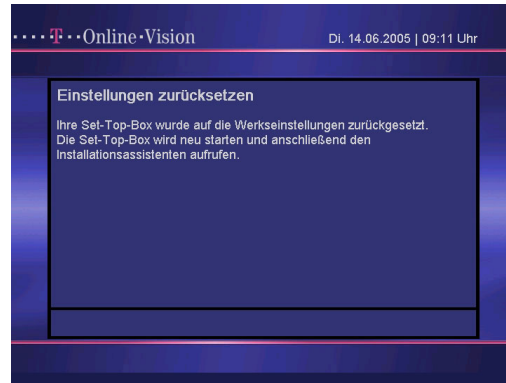 ····T··Online·Vision
Di. 14.06.2005 | 09:11 Uhr
Einstellungen zurücksetzen
Ihre Set-Top-Box wurde auf die Werkseinstellungen zurückgesetzt.
Die Set-Top-Box wird neu starten und anschließend den
Installationsassistenten aufrufen.